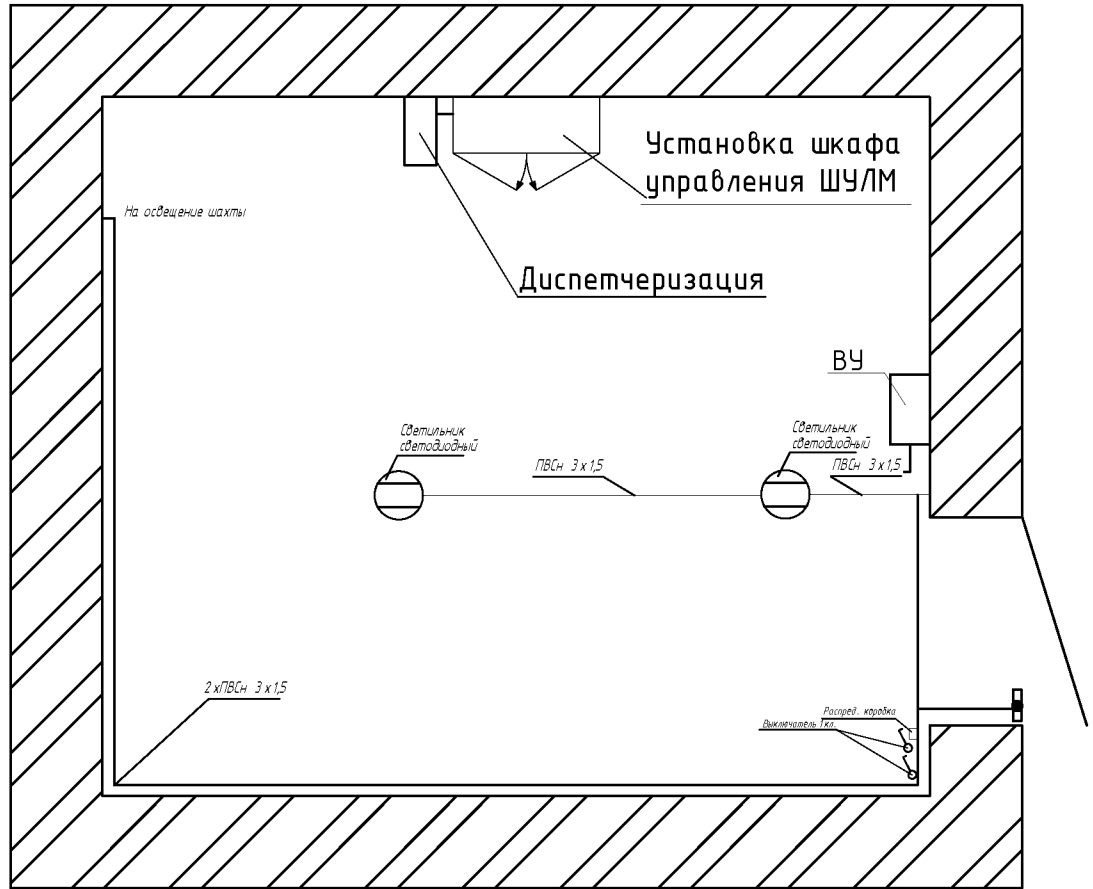 Установка шкафа
управления ШУЛМ
На освещение шахты
Диспетчеризация
ВУ
Светильник
светодиодный
Светильник
светодиодный
ПВСн 3 х 1,5
ПВСн 3 х 1,5
2 хПВСн 3 х 1,5
Распред. коробка
Выключатель 1кл.